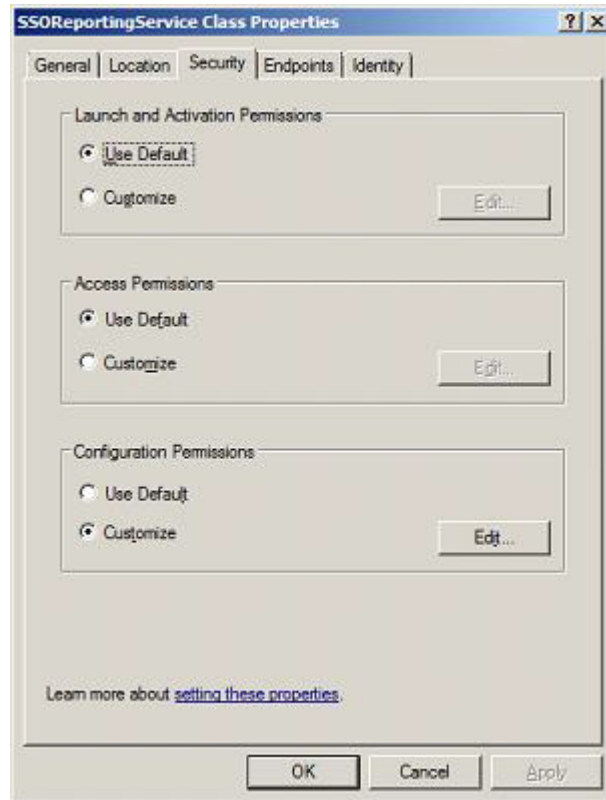 SSOReportingService Class Properties
General Location Security Endpoints Identity
Launch and Activation Permissions
Use Default
Customize
Edit...
Access Permissions
Use Default
Customize
Edit...
Configuration Permissions
Use Default
Customize
Edit...
Learn more about setting these properties.
OK Cancel Apply